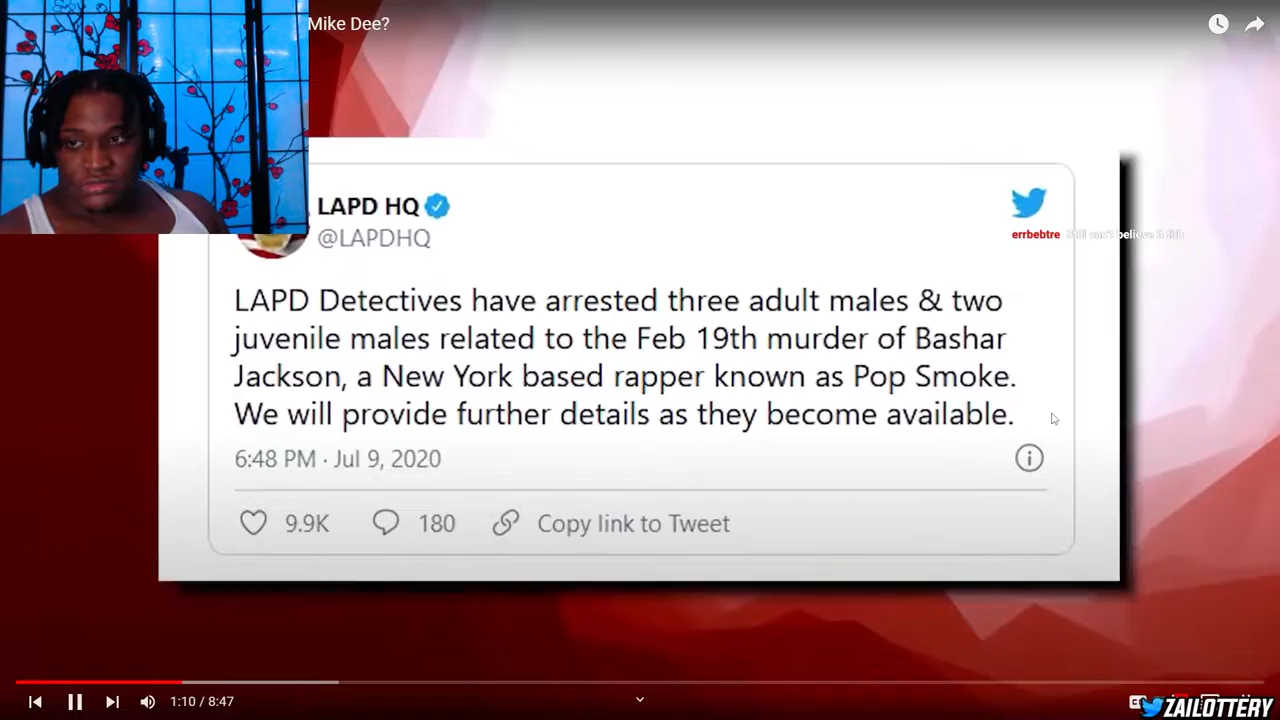 Mike Dee?
LAPD HQ
@LAPDHQ
errbebtre Still can't believe
LAPD Detectives have arrested three adult males & two
juvenile males related to the Feb 19th murder of Bashar
Jackson, a New York based rapper known as Pop Smoke.
We will provide further details as they become available.
6:48 PM · Jul 9, 2020
9.9K 180 Copy link to Tweet
1:10 / 8:47
ZAILOTTERY